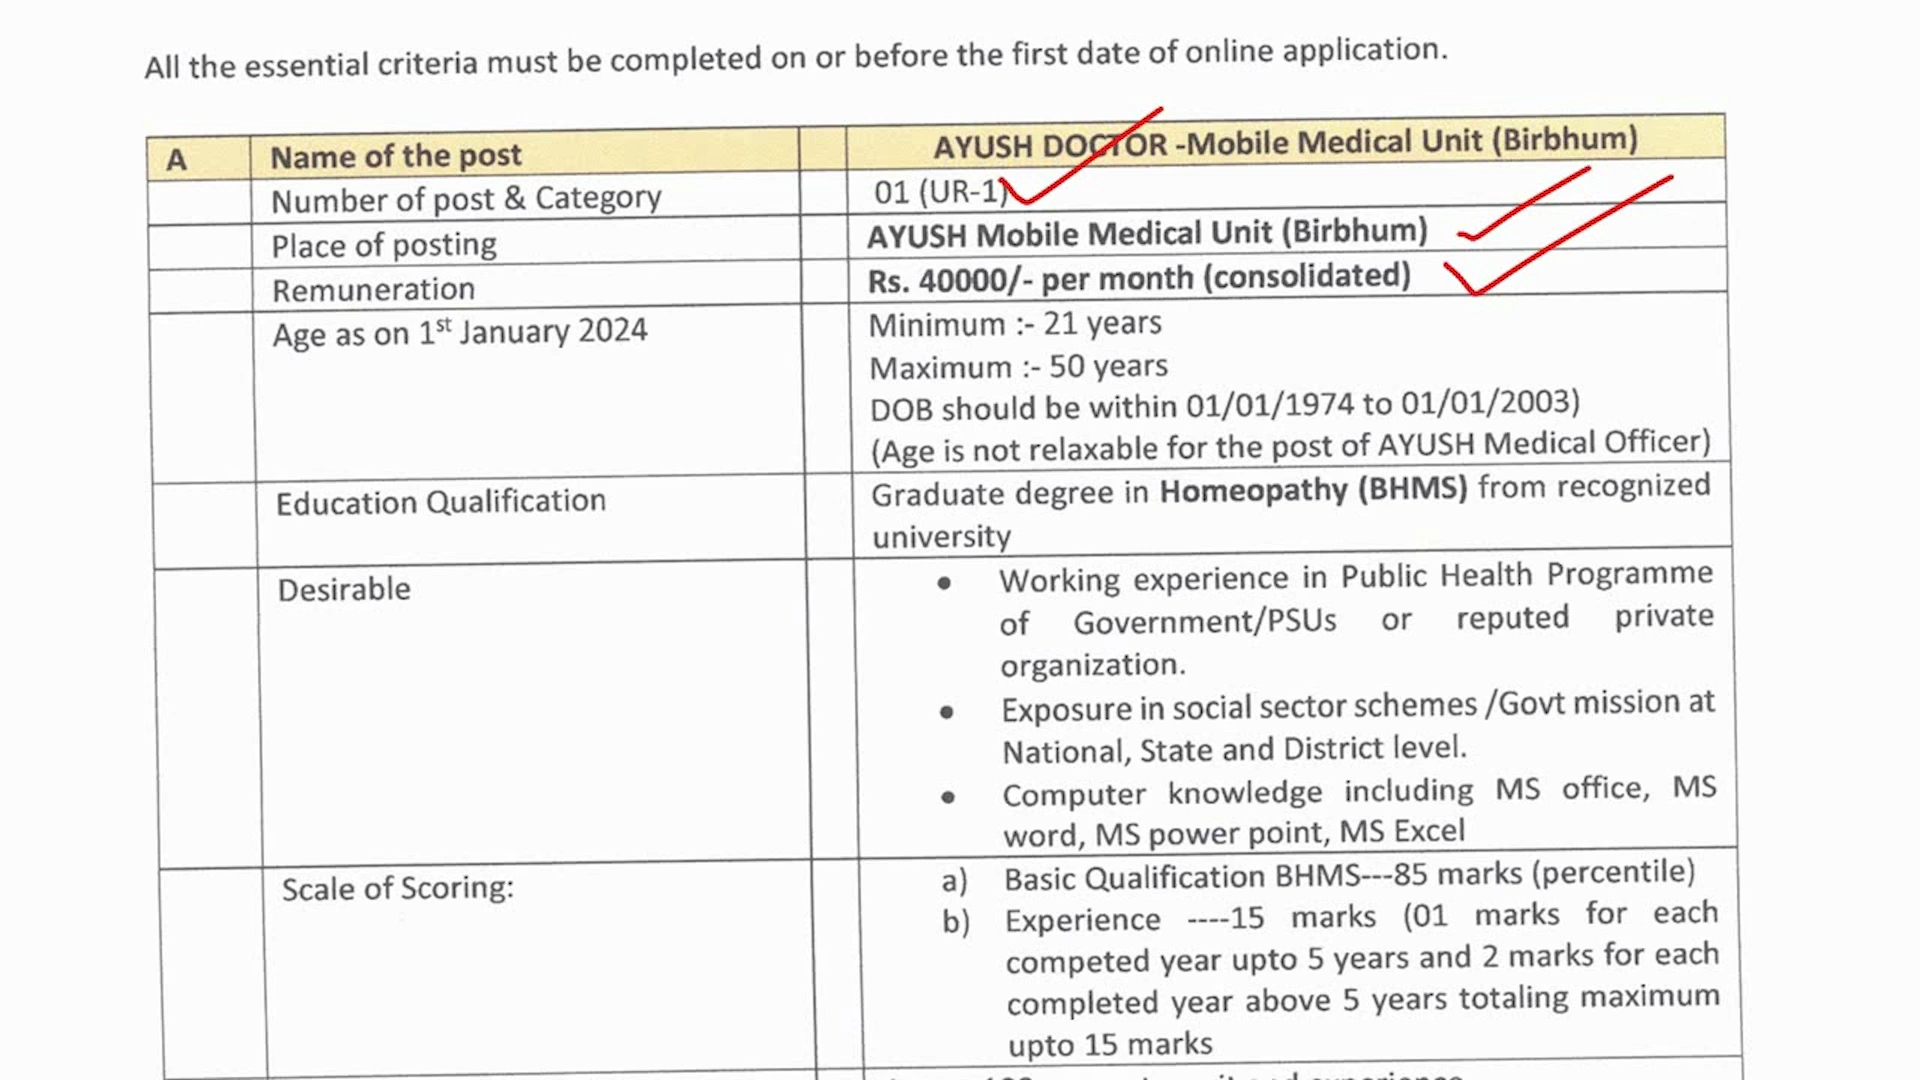 All the essential criteria must be completed on or before the first date of online application.
A Name of the post AYUSH DOCTOR -Mobile Medical Unit (Birbhum)
Number of post & Category 01 (UR-1)
Place of posting AYUSH Mobile Medical Unit (Birbhum)
Remuneration Rs. 40000/- per month (consolidated)
Age as on 1st January 2024 Minimum :- 21 years
Maximum :- 50 years
DOB should be within 01/01/1974 to 01/01/2003)
(Age is not relaxable for the post of AYUSH Medical Officer)
Education Qualification Graduate degree in Homeopathy (BHMS) from recognized
university
Desirable • Working experience in Public Health Programme
of Government/PSUs or reputed private
organization.
• Exposure in social sector schemes /Govt mission at
National, State and District level.
• Computer knowledge including MS office, MS
word, MS power point, MS Excel
Scale of Scoring: a) Basic Qualification BHMS---85 marks (percentile)
b) Experience ----15 marks (01 marks for each
competed year upto 5 years and 2 marks for each
completed year above 5 years totaling maximum
upto 15 marks